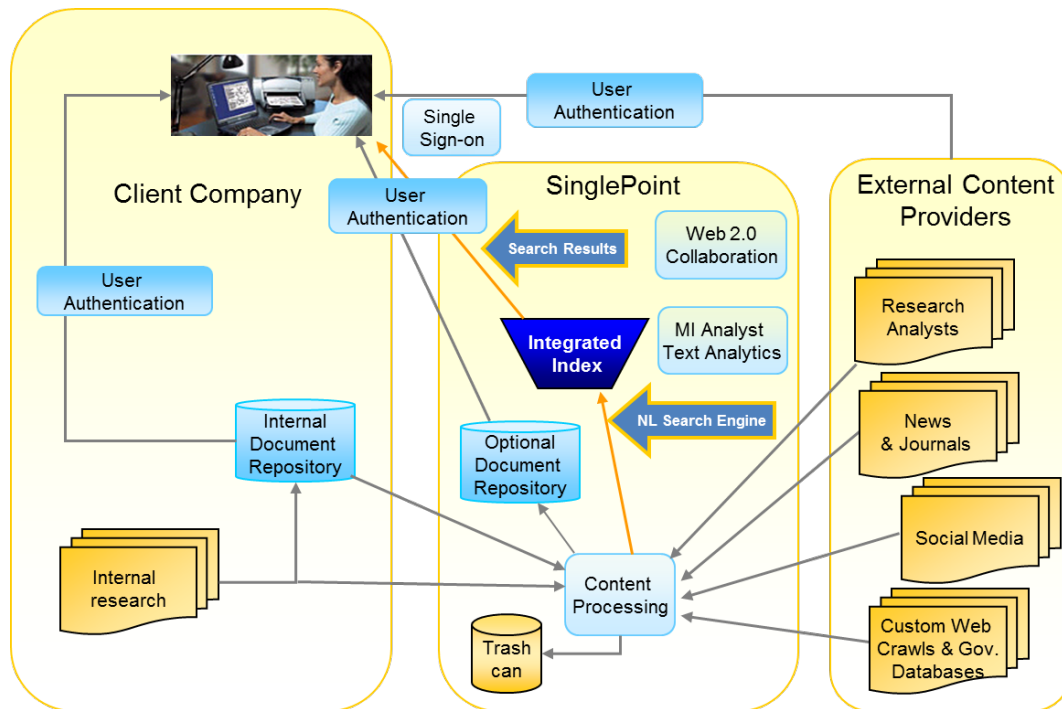 User
Authentication
Single
Sign-on
Client Company
User
Authentication
SinglePoint
External Content
Providers
Search Results
Web 2.0
Collaboration
User
Authentication
Research
Analysts
Integrated
Index
MI Analyst
Text Analytics
NL Search Engine
News
& Journals
Internal
Document
Repository
Optional
Document
Repository
Social Media
Internal
research
Content
Processing
Trash
can
Custom Web
Crawls & Gov.
Databases